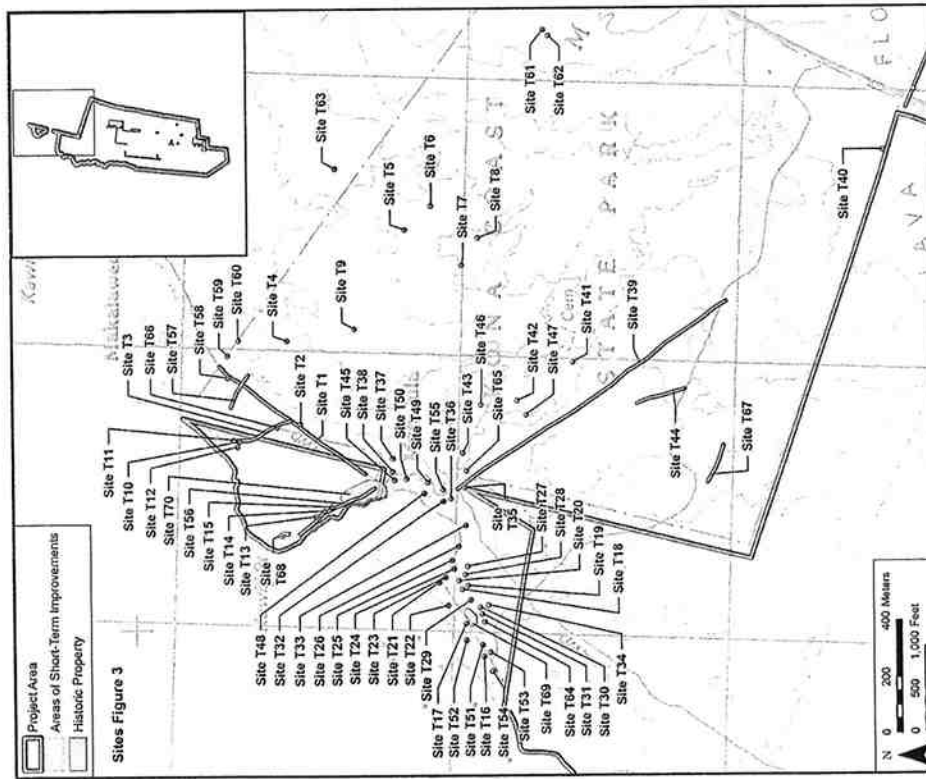 Project Area
Areas of Short-Term Improvements
Historic Property
Sites Figure 3
Site T11
Site T10
Site T12
Site T70
Site T56
Site T15
Site T14
Site T13
Site T68
Site T3
Site T66
Site T57
Site T58
Site T59
Site T60
Site T4
Site T9
Site T2
Site T1
Site T45
Site T38
Site T37
Site T50
Site T49
Site T55
Site T36
Site T43
Site T65
Site T63
Site T5
Site T6
Site T7
Site T8
Site T61
Site T62
Site T46
Site T42
Site T47
Site T41
Site T39
Site T44
Site T67
Site T40
Site T48
Site T32
Site T33
Site T26
Site T25
Site T24
Site T23
Site T21
Site T22
Site T29
Site T17
Site T52
Site T51
Site T16
Site T54
Site T53
Site T69
Site T64
Site T31
Site T30
Site T34
Site T18
Site T19
Site T20
Site T28
Site T27
Site T35
Makalawe
ONA COAST
STATE PARK
Cem
M
FLO
AVA
N
0 200 400 Meters
0 500 1,000 Feet